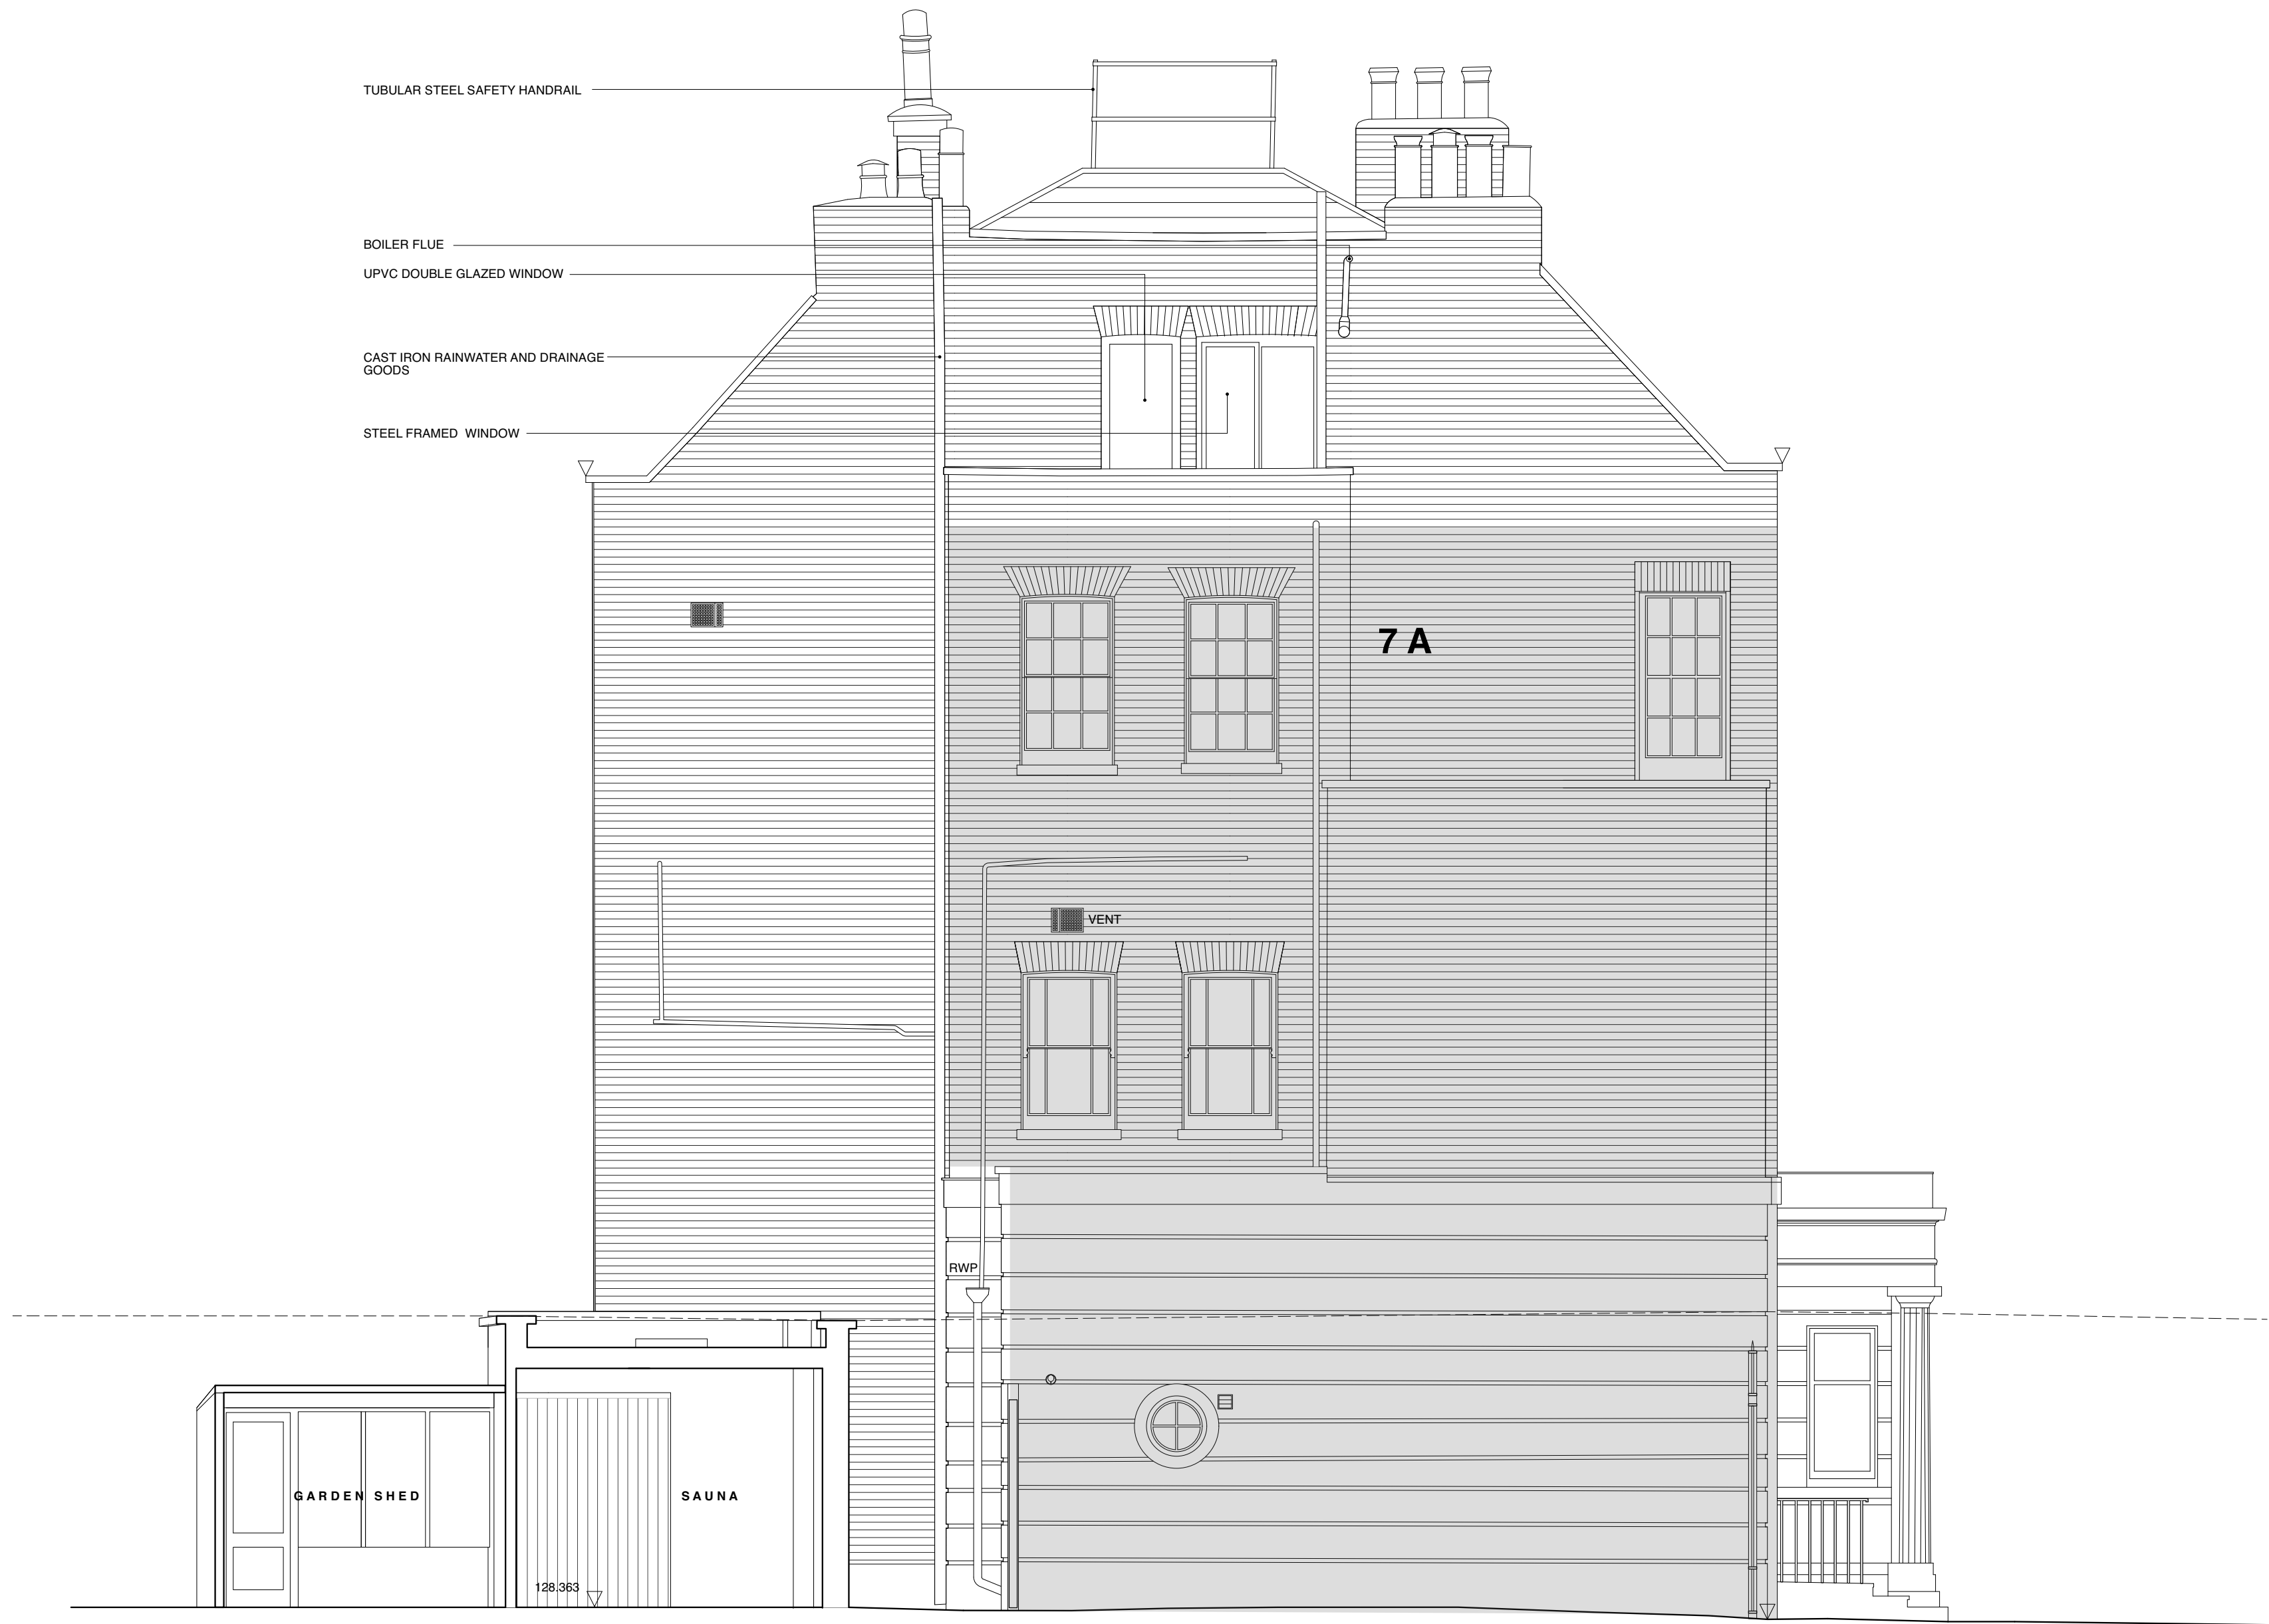 TUBULAR STEEL SAFETY HANDRAIL
BOILER FLUE
UPVC DOUBLE GLAZED WINDOW
CAST IRON RAINWATER AND DRAINAGE
GOODS
STEEL FRAMED WINDOW
7 A
VENT
RWP
GARDEN SHED
SAUNA
128.363